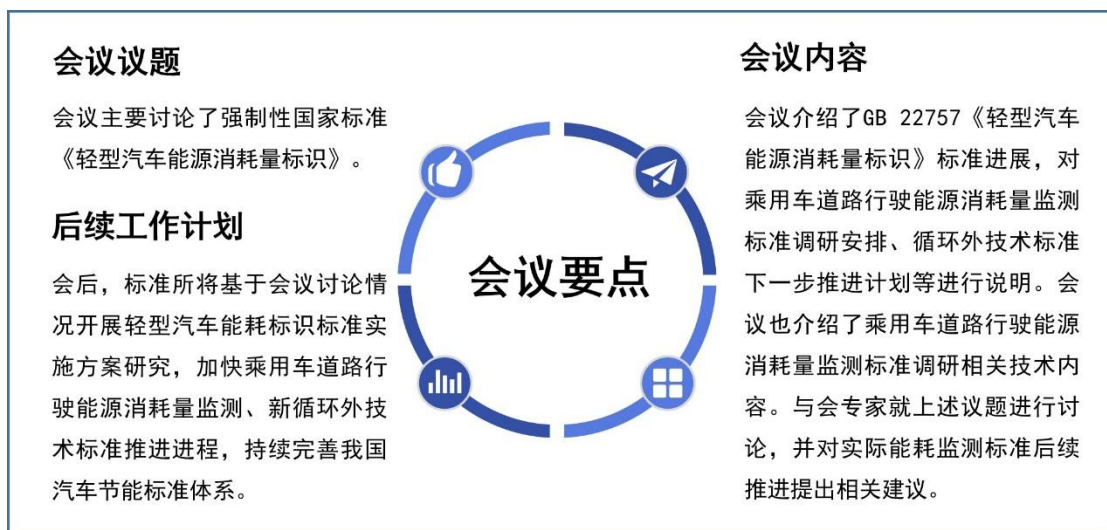 会议议题
会议主要讨论了强制性国家标准
《轻型汽车能源消耗量标识》。
后续工作计划
会后，标准所将基于会议讨论情
况开展轻型汽车能耗标识标准实
施方案研究，加快乘用车道路行
驶能源消耗量监测、新循环外技
术标准推进进程，持续完善我国
汽车节能标准体系。
会议要点
会议内容
会议介绍了GB 22757《轻型汽车
能源消耗量标识》标准进展，对
乘用车道路行驶能源消耗量监测
标准调研安排、循环外技术标准
下一步推进计划等进行说明。会
议也介绍了乘用车道路行驶能源
消耗量监测标准调研相关技术内
容。与会专家就上述议题进行讨
论，并对实际能耗监测标准后续
推进提出相关建议。